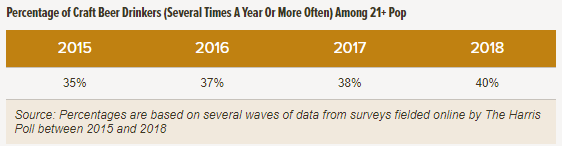 Percentage of Craft Beer Drinkers (Several Times A Year Or More Often) Among 21+ Pop
2015 2016 2017 2018
35% 37% 38% 40%
Source: Percentages are based on several waves of data from surveys fielded online by The Harris
Poll between 2015 and 2018